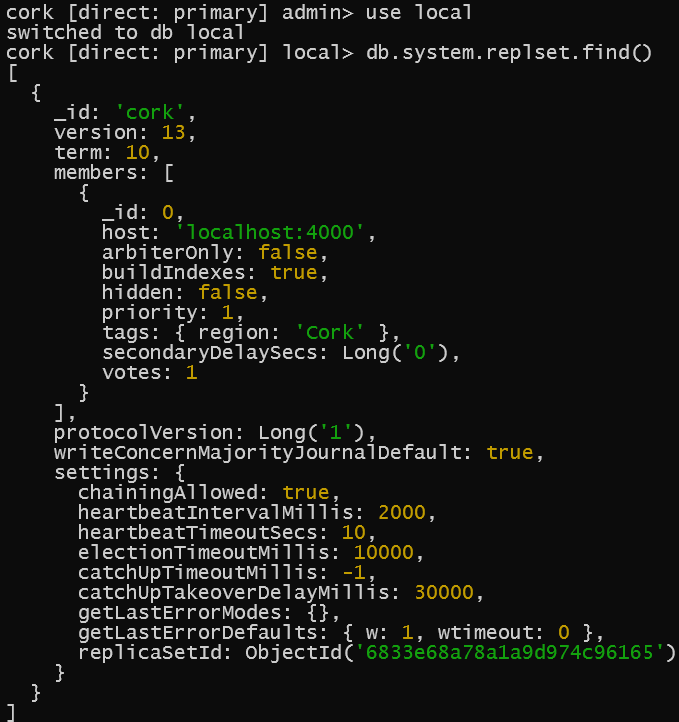 cork [direct: primary] admin> use local
switched to db local
cork [direct: primary] local> db.system.replset.find()
[
  {
    _id: 'cork',
    version: 13,
    term: 10,
    members: [
      {
        _id: 0,
        host: 'localhost:4000',
        arbiterOnly: false,
        buildIndexes: true,
        hidden: false,
        priority: 1,
        tags: { region: 'Cork' },
        secondaryDelaySecs: Long('0'),
        votes: 1
      }
    ],
    protocolVersion: Long('1'),
    writeConcernMajorityJournalDefault: true,
    settings: {
      chainingAllowed: true,
      heartbeatIntervalMillis: 2000,
      heartbeatTimeoutSecs: 10,
      electionTimeoutMillis: 10000,
      catchUpTimeoutMillis: -1,
      catchUpTakeoverDelayMillis: 30000,
      getLastErrorModes: {},
      getLastErrorDefaults: { w: 1, wtimeout: 0 },
      replicaSetId: ObjectId('6833e68a78a1a9d974c96165')
    }
  }
]